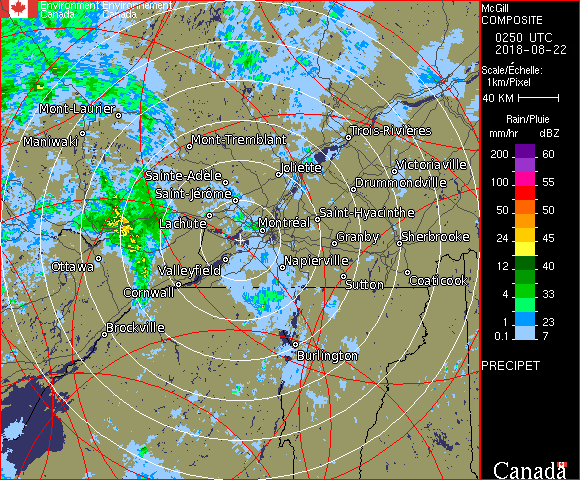 Environment Environnement
Canada Canada
McGill
COMPOSITE
0250 UTC
2018-08-22
Scale/Échelle:
1km/Pixel
40 KM
Rain/Pluie
mm/hr dBZ
200 60
100 55
50 50
24 45
12 40
4 33
1 23
0.1 7
PRECIPET
Canada
Mont-Laurier
Maniwaki
Mont-Tremblant
Trois-Rivières
Joliette
Victoriaville
Sainte-Adèle
Drummondville
Saint-Jérôme
Saint-Hyacinthe
Lachute
Montréal
Granby
Sherbrooke
Ottawa
Valleyfield
Napierville
Cornwall
Sutton
Coaticook
Brockville
Burlington